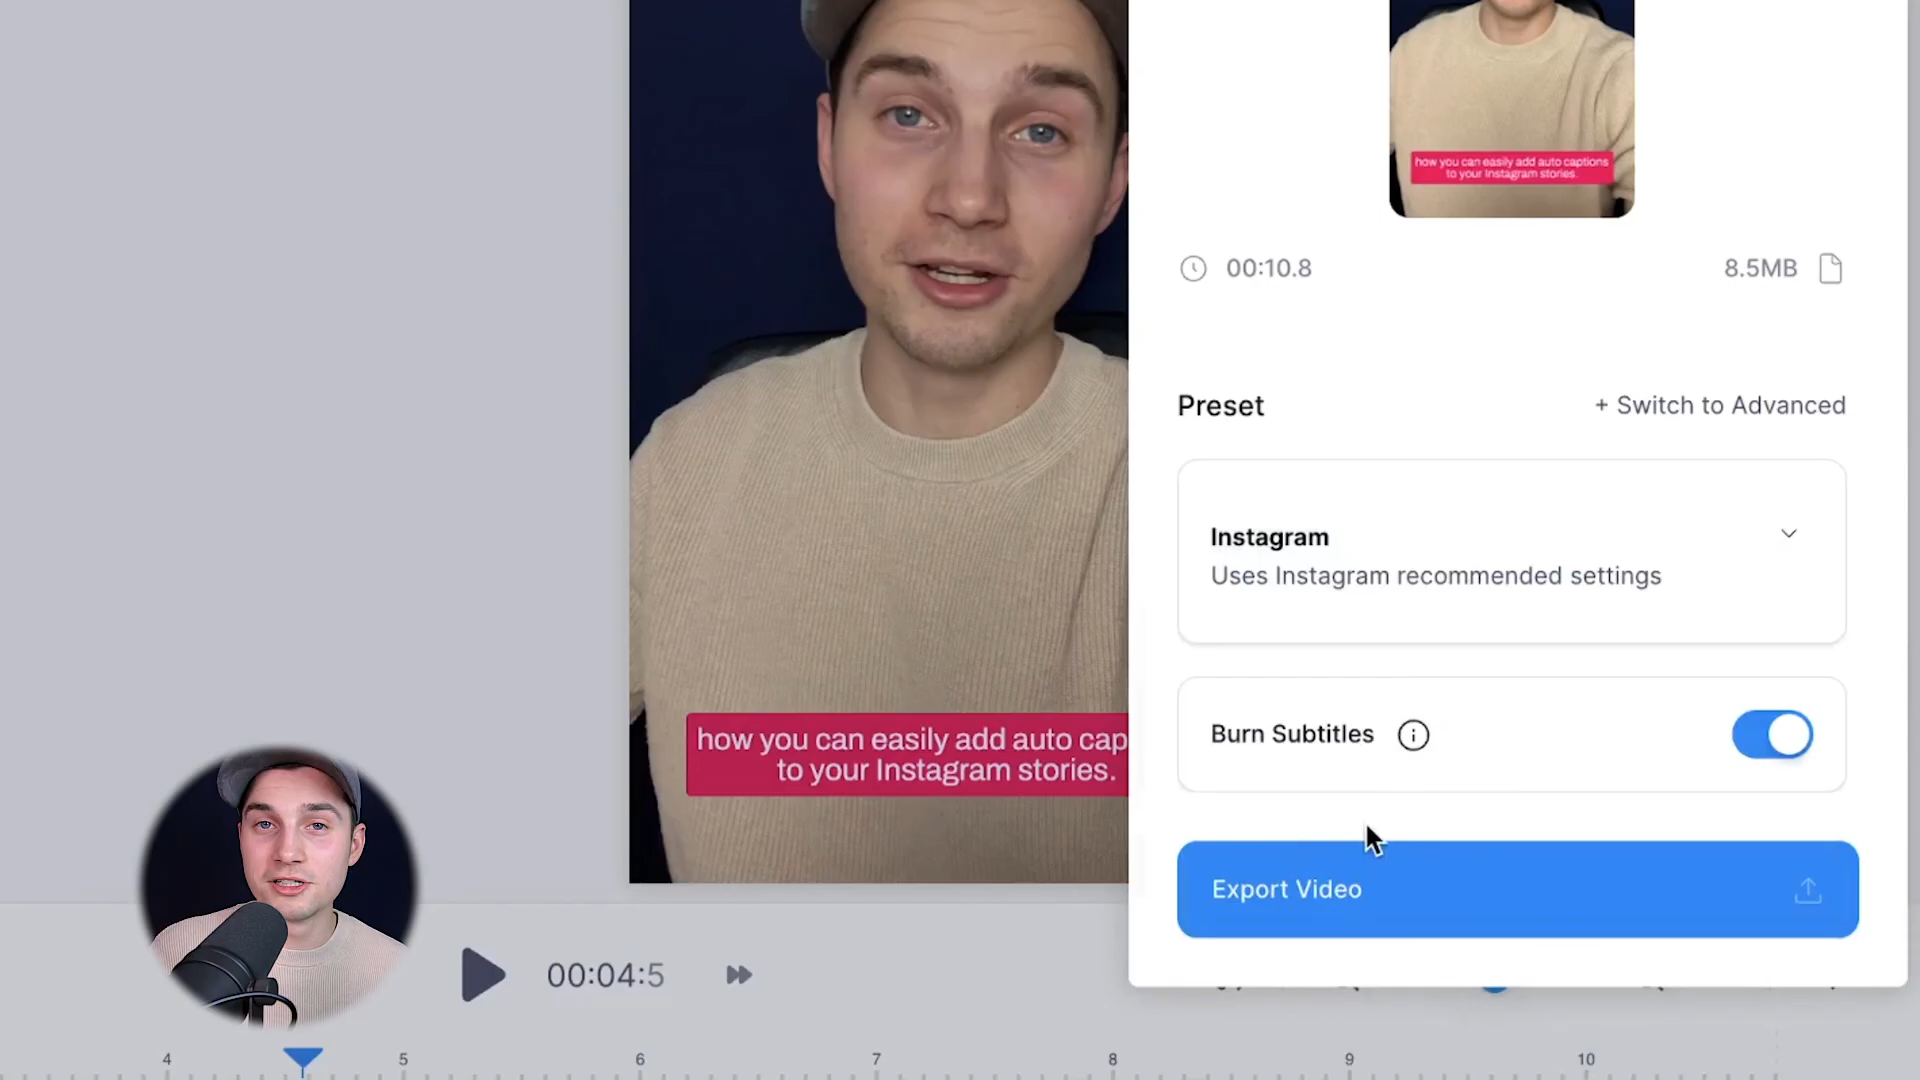 how you can easily add auto captions
to your Instagram stories.
00:10.8
8.5MB
Preset
+ Switch to Advanced
Instagram
Uses Instagram recommended settings
how you can easily add auto cap
to your Instagram stories.
Burn Subtitles
Export Video
00:04:5
4 5 6 7 8 9 10